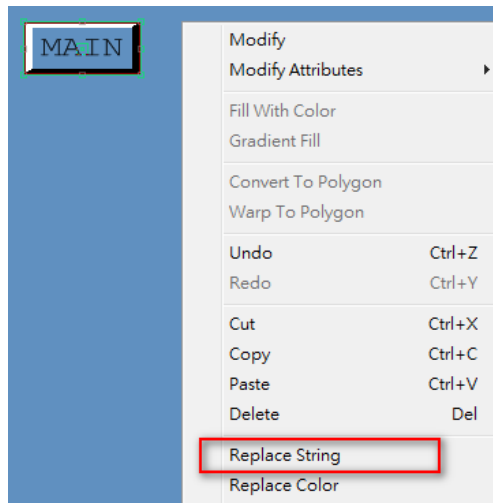 MAIN
Modify
Modify Attributes
Fill With Color
Gradient Fill
Convert To Polygon
Warp To Polygon
Undo Ctrl+Z
Redo Ctrl+Y
Cut Ctrl+X
Copy Ctrl+C
Paste Ctrl+V
Delete Del
Replace String
Replace Color